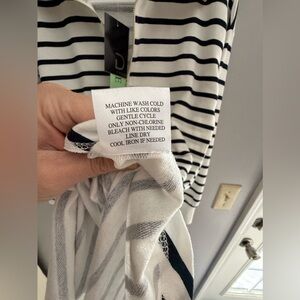 MACHINE WASH COLD
WITH LIKE COLORS
GENTLE CYCLE
ONLY NON-CHLORINE
BLEACH WITH NEEDED
LINE DRY
COOL IRON IF NEEDED